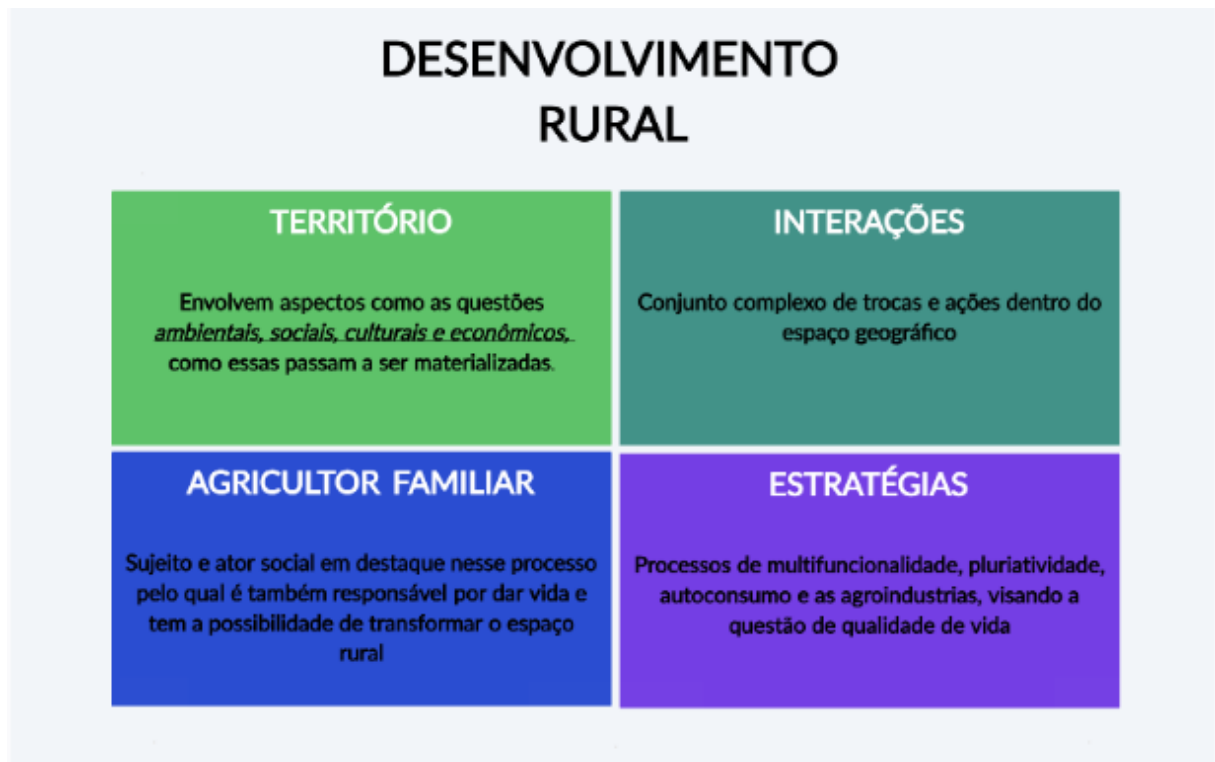 DESENVOLVIMENTO
RURAL
TERRITÓRIO
Envolvem aspectos como as questões
ambientais, sociais, culturais e econômicos,
como essas passam a ser materializadas.
INTERAÇÕES
Conjunto complexo de trocas e ações dentro do
espaço geográfico
AGRICULTOR FAMILIAR
Sujeito e ator social em destaque nesse processo
pelo qual é também responsável por dar vida e
tem a possibilidade de transformar o espaço
rural
ESTRATÉGIAS
Processos de multifuncionalidade, pluriatividade,
autoconsumo e as agroindustrias, visando a
questão de qualidade de vida